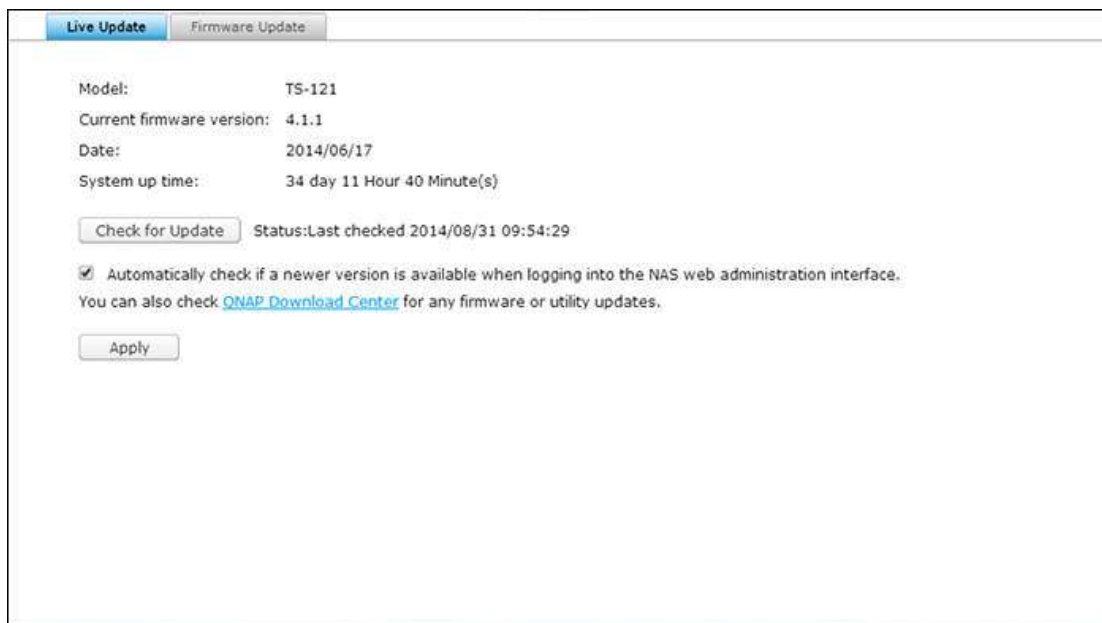 Live Update Firmware Update
Model: TS-121
Current firmware version: 4.1.1
Date: 2014/06/17
System up time: 34 day 11 Hour 40 Minute(s)
Check for Update Status:Last checked 2014/08/31 09:54:29
Automatically check if a newer version is available when logging into the NAS web administration interface.
You can also check QNAP Download Center for any firmware or utility updates.
Apply